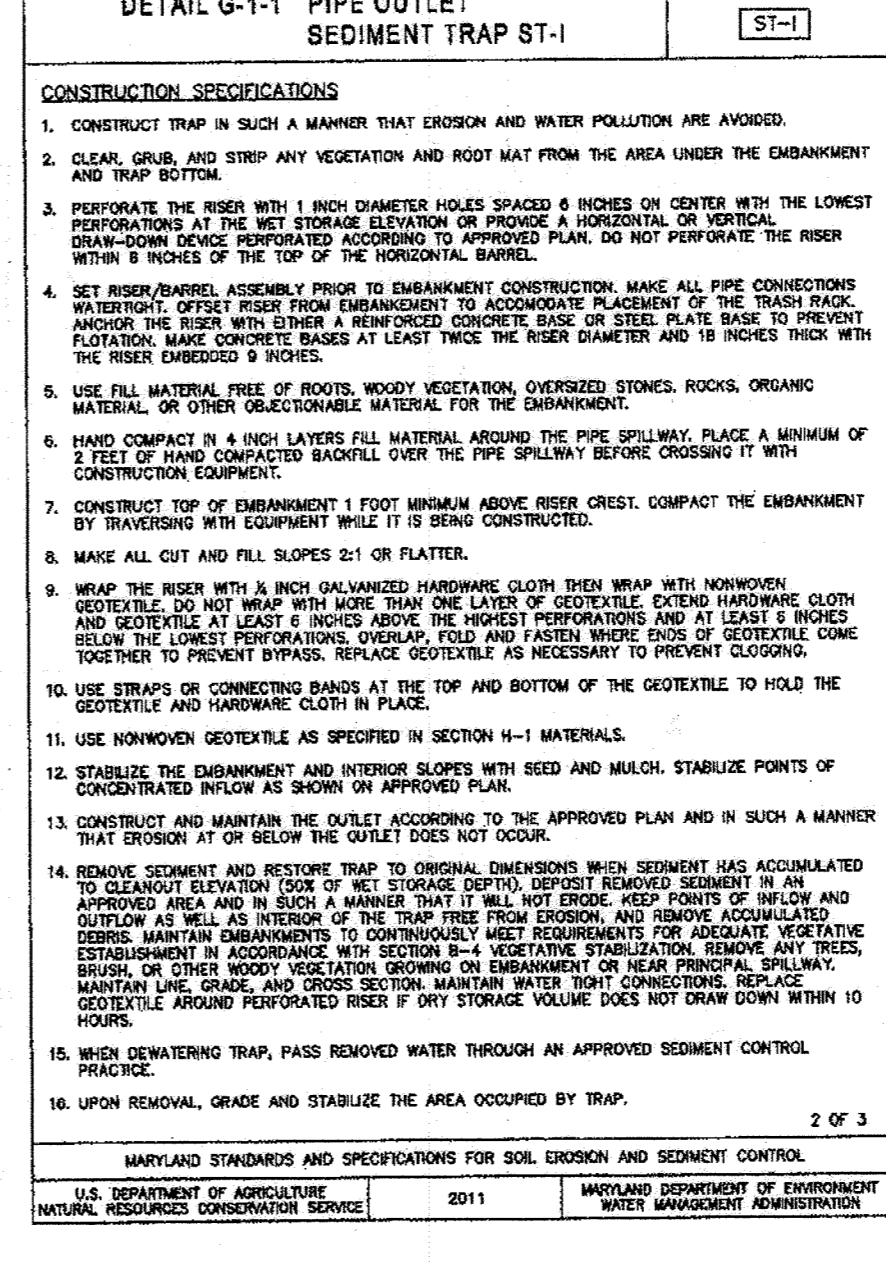 DETAIL G-1-1 PIPE OUTLET
SEDIMENT TRAP ST-I
ST-I
CONSTRUCTION SPECIFICATIONS
1. CONSTRUCT TRAP IN SUCH A MANNER THAT EROSION AND WATER POLLUTION ARE AVOIDED.
2. CLEAR, GRUB, AND STRIP ANY VEGETATION AND ROOT MAT FROM THE AREA UNDER THE EMBANKMENT
AND TRAP BOTTOM.
3. PERFORATE THE RISER WITH 1 INCH DIAMETER HOLES SPACED 6 INCHES ON CENTER WITH THE LOWEST
PERFORATIONS AT THE WET STORAGE ELEVATION OR PROVIDE A HORIZONTAL OR VERTICAL
DRAW-DOWN DEVICE PERFORATED ACCORDING TO APPROVED PLAN. DO NOT PERFORATE THE RISER
WITHIN 6 INCHES OF THE TOP OF THE HORIZONTAL BARREL.
4. SET RISER/BARREL ASSEMBLY PRIOR TO EMBANKMENT CONSTRUCTION. MAKE ALL PIPE CONNECTIONS
WATERTIGHT. OFFSET RISER FROM EMBANKEMENT TO ACCOMODATE PLACEMENT OF THE TRASH RACK.
ANCHOR THE RISER WITH EITHER A REINFORCED CONCRETE BASE OR STEEL PLATE BASE TO PREVENT
FLOTATION. MAKE CONCRETE BASES AT LEAST TWICE THE RISER DIAMETER AND 18 INCHES THICK WITH
THE RISER EMBEDDED 9 INCHES.
5. USE FILL MATERIAL FREE OF ROOTS, WOODY VEGETATION, OVERSIZED STONES, ROCKS, ORGANIC
MATERIAL, OR OTHER OBJECTIONABLE MATERIAL FOR THE EMBANKMENT.
6. HAND COMPACT IN 4 INCH LAYERS FILL MATERIAL AROUND THE PIPE SPILLWAY. PLACE A MINIMUM OF
2 FEET OF HAND COMPACTED BACKFILL OVER THE PIPE SPILLWAY BEFORE CROSSING IT WITH
CONSTRUCTION EQUIPMENT.
7. CONSTRUCT TOP OF EMBANKMENT 1 FOOT MINIMUM ABOVE RISER CREST. COMPACT THE EMBANKMENT
BY TRAVERSING WITH EQUIPMENT WHILE IT IS BEING CONSTRUCTED.
8. MAKE ALL CUT AND FILL SLOPES 2:1 OR FLATTER.
9. WRAP THE RISER WITH INCH GALVANIZED HARDWARE CLOTH THEN WRAP WITH NONWOVEN
GEOTEXTILE. DO NOT WRAP WITH MORE THAN ONE LAYER OF GEOTEXTILE. EXTEND HARDWARE CLOTH
AND GEOTEXTILE AT LEAST 6 INCHES ABOVE THE HIGHEST PERFORATIONS AND AT LEAST 6 INCHES
BELOW THE LOWEST PERFORATIONS. OVERLAP, FOLD AND FASTEN WHERE ENDS OF GEOTEXTILE COME
TOGETHER TO PREVENT BYPASS. REPLACE GEOTEXTILE AS NECESSARY TO PREVENT CLOGGING.
10. USE STRAPS OR CONNECTING BANDS AT THE TOP AND BOTTOM OF THE GEOTEXTILE TO HOLD THE
GEOTEXTILE AND HARDWARE CLOTH IN PLACE.
11. USE NONWOVEN GEOTEXTILE AS SPECIFIED IN SECTION H-1 MATERIALS.
12. STABILIZE THE EMBANKMENT AND INTERIOR SLOPES WITH SEED AND MULCH. STABILIZE POINTS OF
CONCENTRATED INFLOW AS SHOWN ON APPROVED PLAN.
13. CONSTRUCT AND MAINTAIN THE OUTLET ACCORDING TO THE APPROVED PLAN AND IN SUCH A MANNER
THAT EROSION AT OR BELOW THE OUTLET DOES NOT OCCUR.
14. REMOVE SEDIMENT AND RESTORE TRAP TO ORIGINAL DIMENSIONS WHEN SEDIMENT HAS ACCUMULATED
TO CLEANOUT ELEVATION (50% OF WET STORAGE DEPTH). DEPOSIT REMOVED SEDIMENT IN AN
APPROVED AREA AND IN SUCH A MANNER THAT IT WILL NOT ERODE. KEEP POINTS OF INFLOW AND
OUTFLOW AS WELL AS INTERIOR OF THE TRAP FREE FROM EROSION, AND REMOVE ACCUMULATED
DEBRIS. MAINTAIN EMBANKMENTS TO CONTINUOUSLY MEET REQUIREMENTS FOR ADEQUATE VEGETATIVE
ESTABLISHMENT IN ACCORDANCE WITH SECTION B-4 VEGETATIVE STABILIZATION. REMOVE ANY TREES,
BRUSH, OR OTHER WOODY VEGETATION GROWING ON EMBANKMENT OR NEAR PRINCIPAL SPILLWAY.
MAINTAIN LINE, GRADE, AND CROSS SECTION. MAINTAIN WATER TIGHT CONNECTIONS. REPLACE
GEOTEXTILE AROUND PERFORATED RISER IF DRY STORAGE VOLUME DOES NOT DRAW DOWN WITHIN 10
HOURS.
15. WHEN DEWATERING TRAP, PASS REMOVED WATER THROUGH AN APPROVED SEDIMENT CONTROL
PRACTICE.
16. UPON REMOVAL, GRADE AND STABILIZE THE AREA OCCUPIED BY TRAP.
2 OF 3
MARYLAND STANDARDS AND SPECIFICATIONS FOR SOIL EROSION AND SEDIMENT CONTROL
U.S. DEPARTMENT OF AGRICULTURE
NATURAL RESOURCES CONSERVATION SERVICE
2011
MARYLAND DEPARTMENT OF ENVIRONMENT
WATER MANAGEMENT ADMINISTRATION